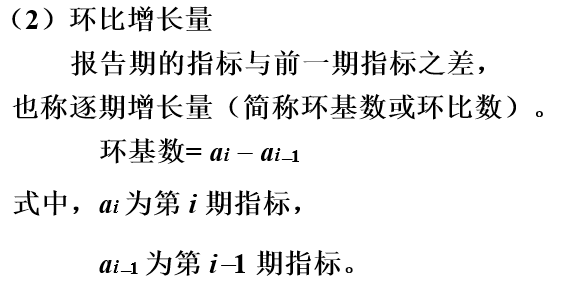 （2）环比增长量
报告期的指标与前一期指标之差，
也称逐期增长量（简称环基数或环比数）。
环基数= ai – ai–1
式中，ai 为第 i 期指标，
ai–1 为第 i–1 期指标。